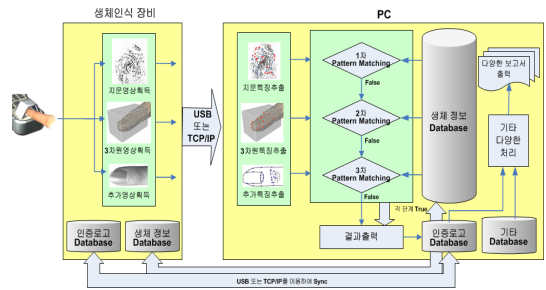 생체인식 장비
PC
지문영상획득
3차원영상획득
추가영상획득
인증로고
Database
생체 정보
Database
USB
또는
TCP/IP
지문특징추출
3차원특징추출
추가특징추출
1차
Pattern Matching
False
2차
Pattern Matching
False
3차
Pattern Matching
False
각 단계 True
결과출력
생체 정보
Database
인증로고
Database
다양한 보고서
출력
기타
다양한
처리
기타
Database
USB 또는 TCP/IP를 이용하여 Sync